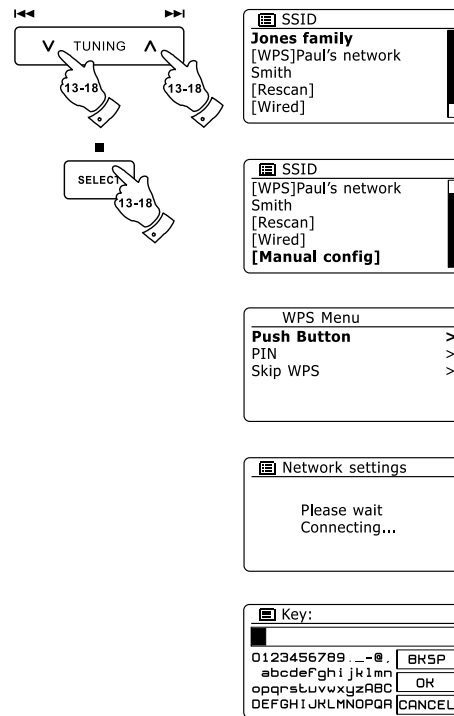 TUNING
13-18
13-18
SELECT
13-18
SSID
Jones family
[WPS]Paul's network
Smith
[Rescan]
[Wired]
SSID
[WPS]Paul's network
Smith
[Rescan]
[Wired]
[Manual config]
WPS Menu
Push Button >
PIN >
Skip WPS >
Network settings
Please wait
Connecting...
Key:
0123456789._-@, BKSP
abcdefghijklmn
opqrstuvwxyzABC OK
DEFGHIJKLMNOPQR CANCEL